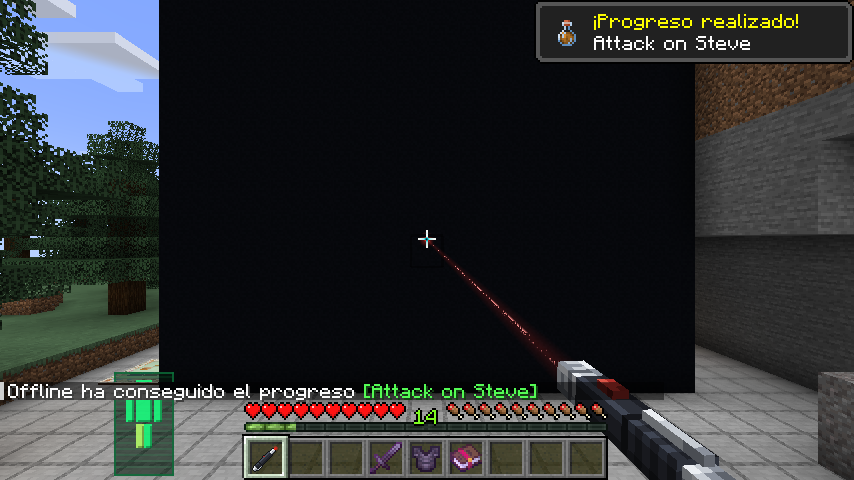 ¡Progreso realizado!
Attack on Steve
Offline ha conseguido el progreso [Attack on Steve]
14